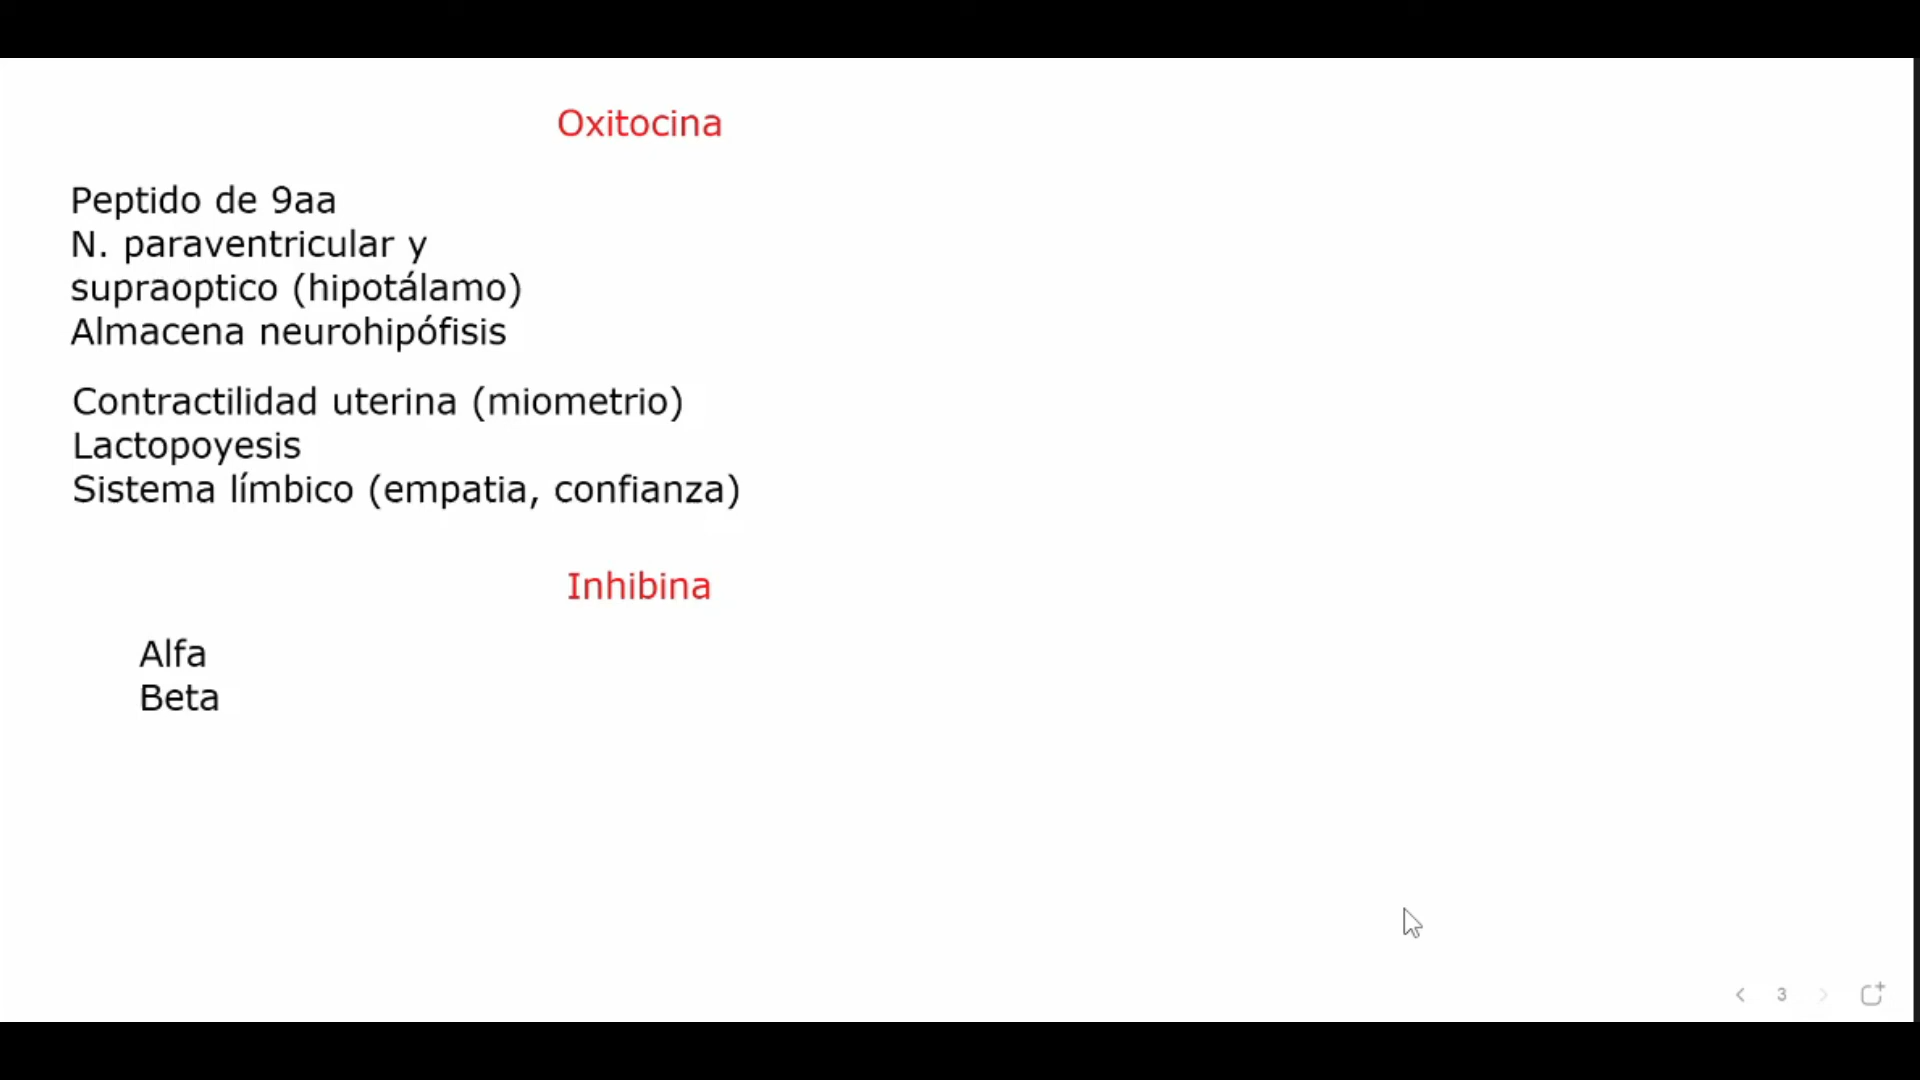 Oxitocina
Peptido de 9aa
N. paraventricular y
supraoptico (hipotálamo)
Almacena neurohipófisis
Contractilidad uterina (miometrio)
Lactopoyesis
Sistema límbico (empatia, confianza)
Inhibina
Alfa
Beta
3